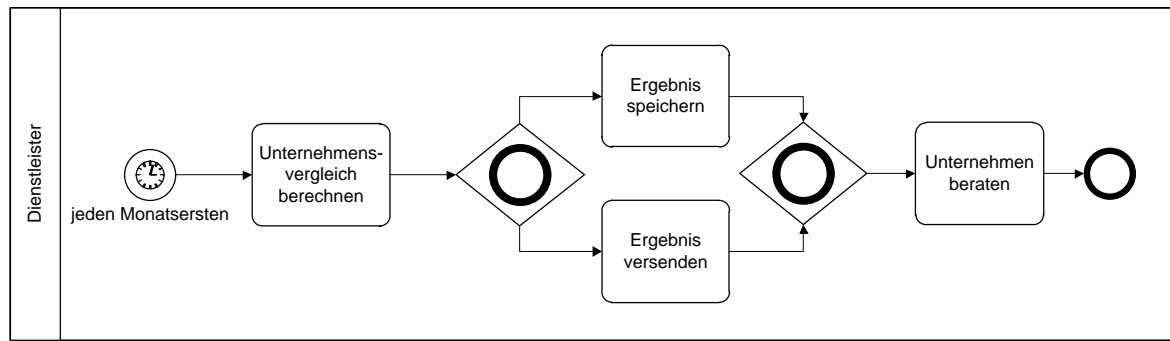 Dienstleister
jeden Monatsersten
Unternehmens-
vergleich
berechnen
Ergebnis
speichern
Ergebnis
versenden
Unternehmen
beraten